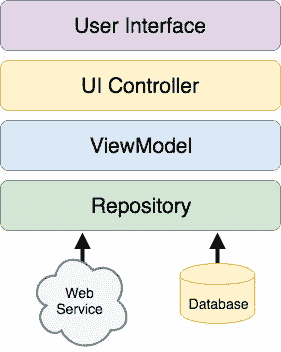 User Interface
UI Controller
ViewModel
Repository
Web
Service
Database